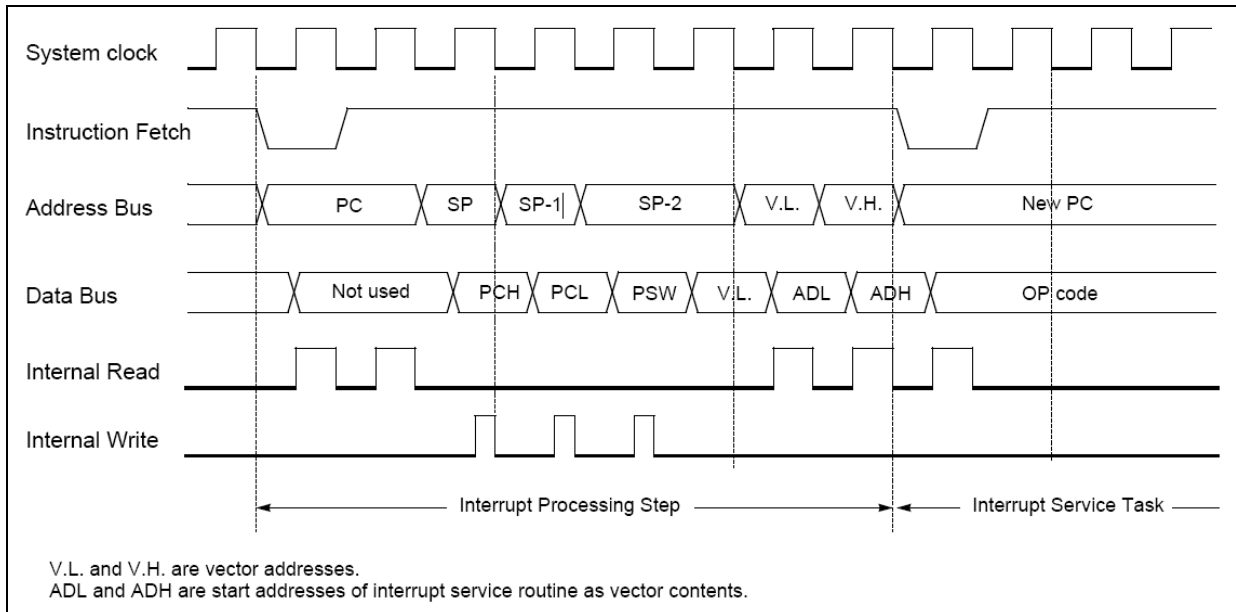 System clock
Instruction Fetch
Address Bus
PC
SP
SP-1
SP-2
V.L.
V.H.
New PC
Data Bus
Not used
PCH
PCL
PSW
V.L.
ADL
ADH
OP code
Internal Read
Internal Write
Interrupt Processing Step
Interrupt Service Task
V.L. and V.H. are vector addresses.
ADL and ADH are start addresses of interrupt service routine as vector contents.